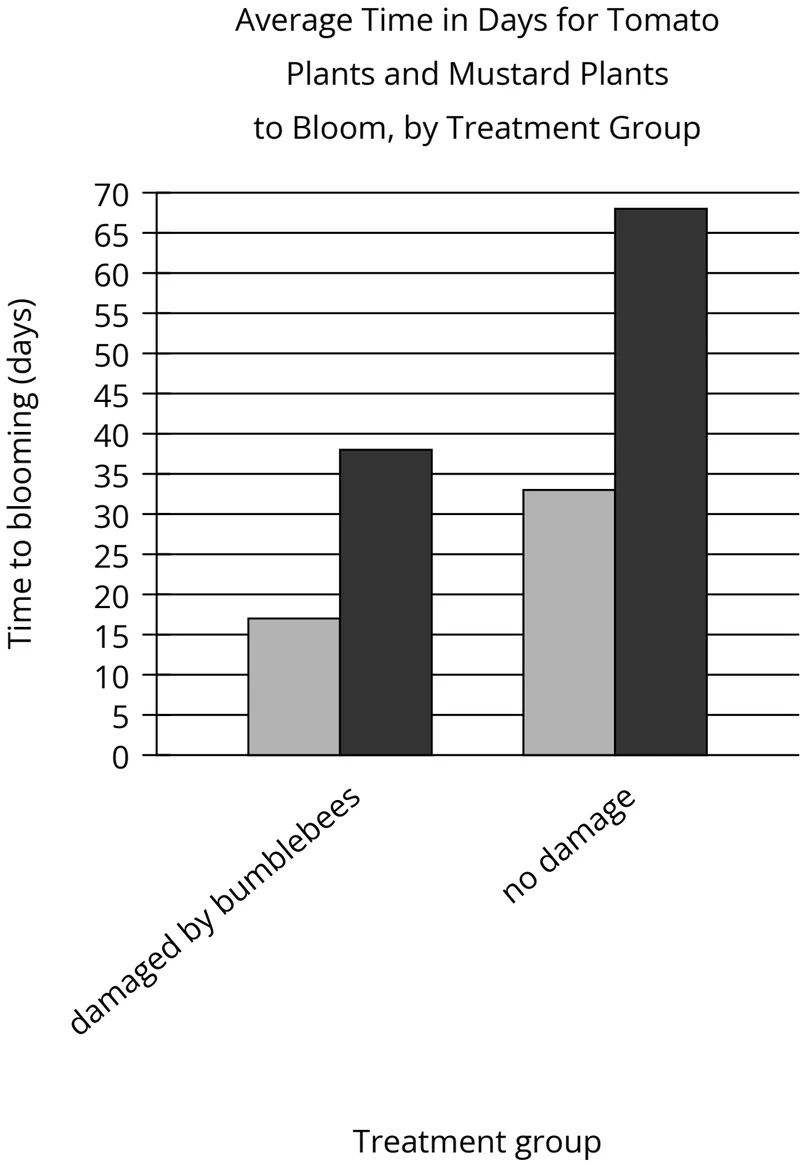 Average Time in Days for Tomato
Plants and Mustard Plants
to Bloom, by Treatment Group
Time to blooming (days)
70
65
60
55
50
45
40
35
30
25
20
15
10
5
0
damaged by bumblebees
no damage
Treatment group